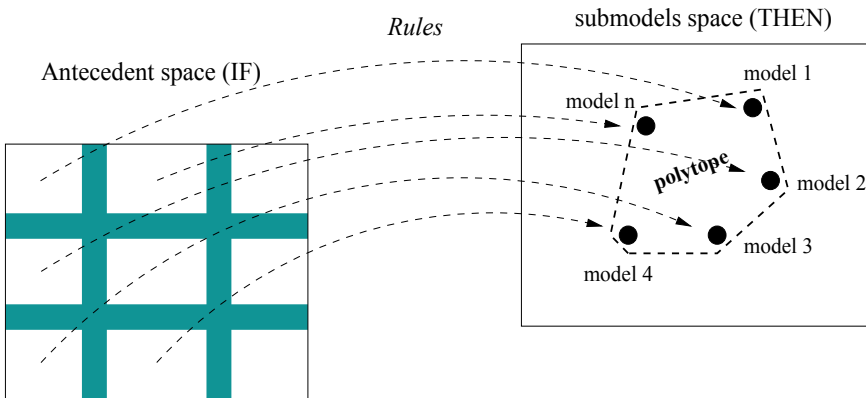 Rules
submodels space (THEN)
Antecedent space (IF)
model 1
model n
polytope
model 2
model 3
model 4